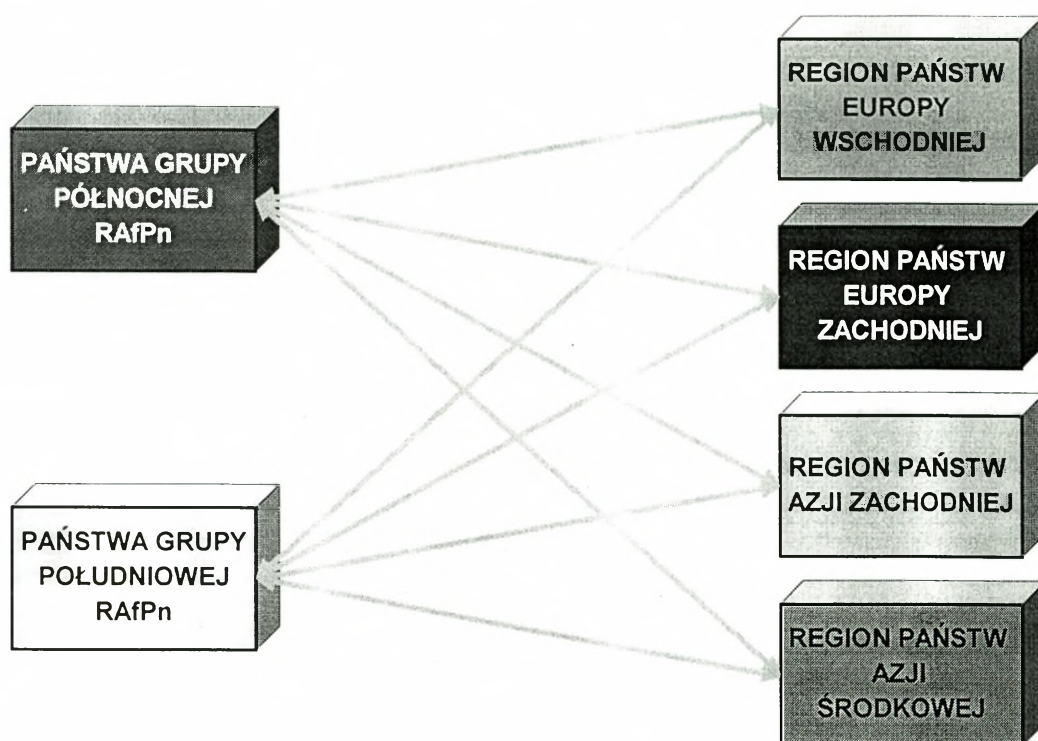 PAŃSTWA GRUPY
PÓŁNOCNEJ
RAfPn
PAŃSTWA GRUPY
POŁUDNIOWEJ
RAfPn
REGION PAŃSTW
EUROPY
WSCHODNIEJ
REGION PAŃSTW
EUROPY
ZACHODNIEJ
REGION PAŃSTW
AZJI ZACHODNIEJ
REGION PAŃSTW
AZJI
ŚRODKOWEJ